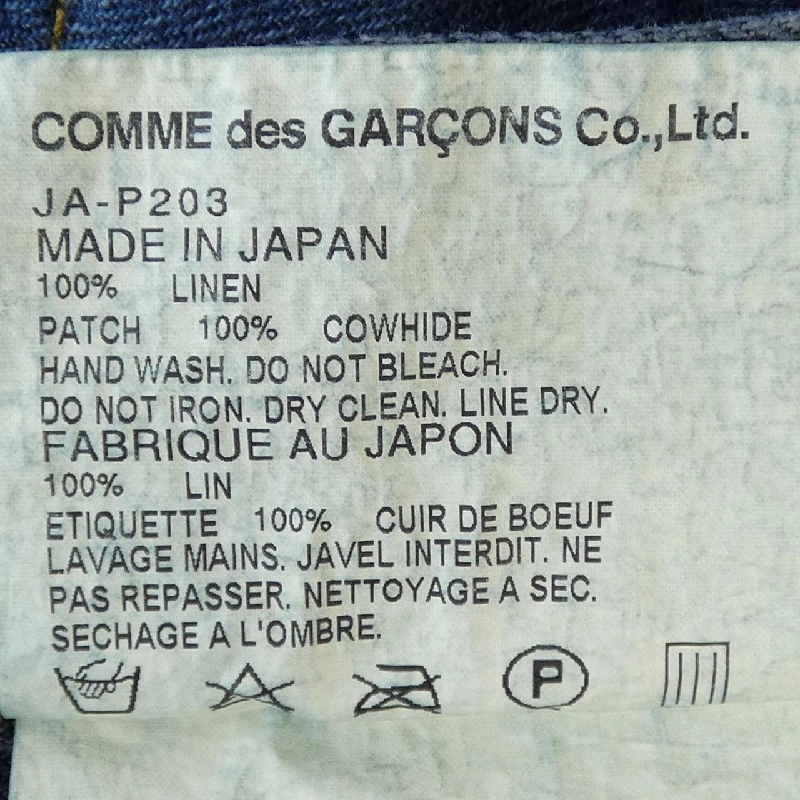 COMME des GARÇONS Co.,Ltd.
JA-P203
MADE IN JAPAN
100% LINEN
PATCH 100% COWHIDE
HAND WASH. DO NOT BLEACH.
DO NOT IRON. DRY CLEAN. LINE DRY.
FABRIQUE AU JAPON
100% LIN
ETIQUETTE 100% CUIR DE BOEUF
LAVAGE MAINS. JAVEL INTERDIT. NE
PAS REPASSER. NETTOYAGE A SEC.
SECHAGE A L'OMBRE.
P